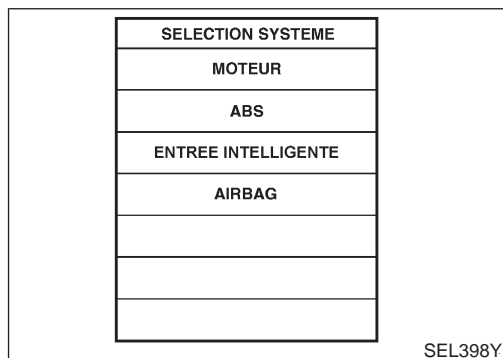 SELECTION SYSTEME
MOTEUR
ABS
ENTREE INTELLIGENTE
AIRBAG
SEL398Y